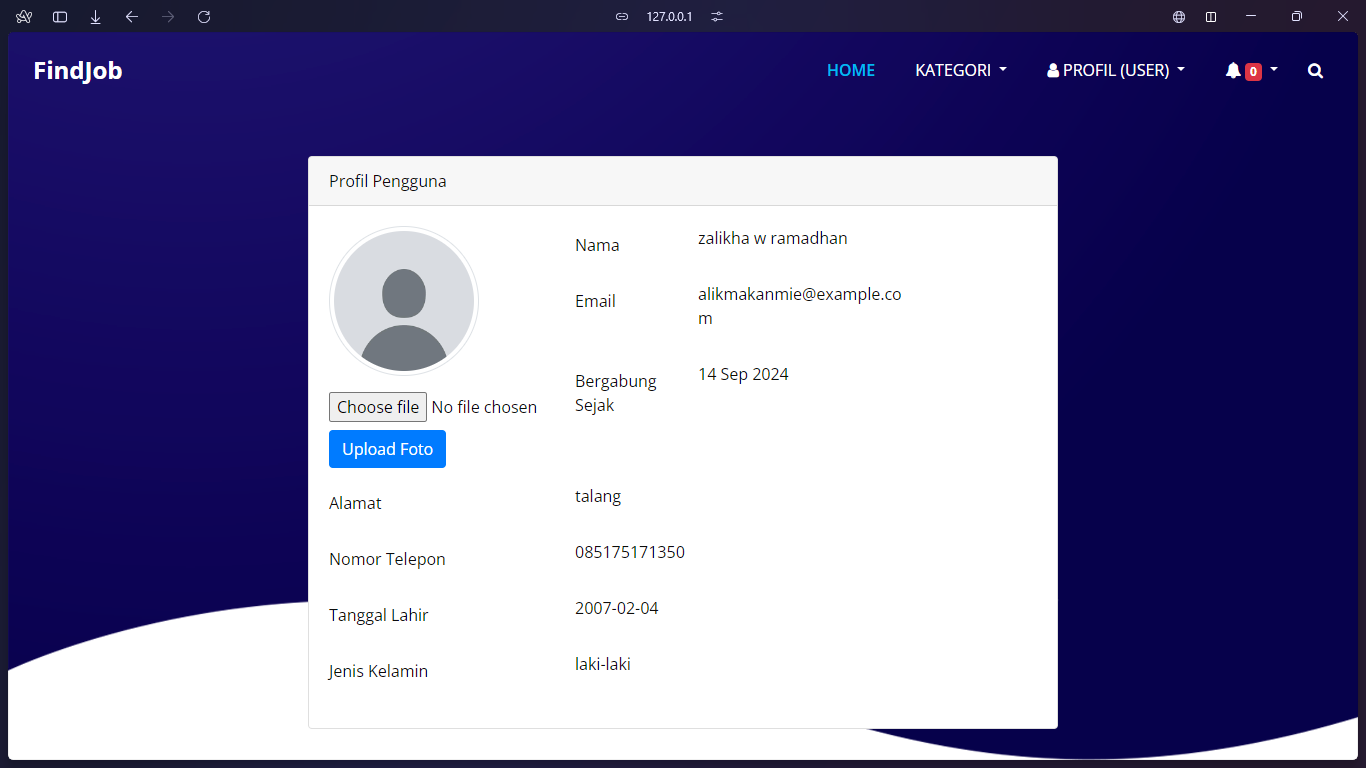 127.0.0.1
FindJob
HOME
KATEGORI
PROFIL (USER)
0
Profil Pengguna
Nama
zalikha w ramadhan
Email
alikmakanmie@example.co
m
Bergabung
Sejak
14 Sep 2024
Choose file No file chosen
Upload Foto
Alamat
talang
Nomor Telepon
085175171350
Tanggal Lahir
2007-02-04
Jenis Kelamin
laki-laki